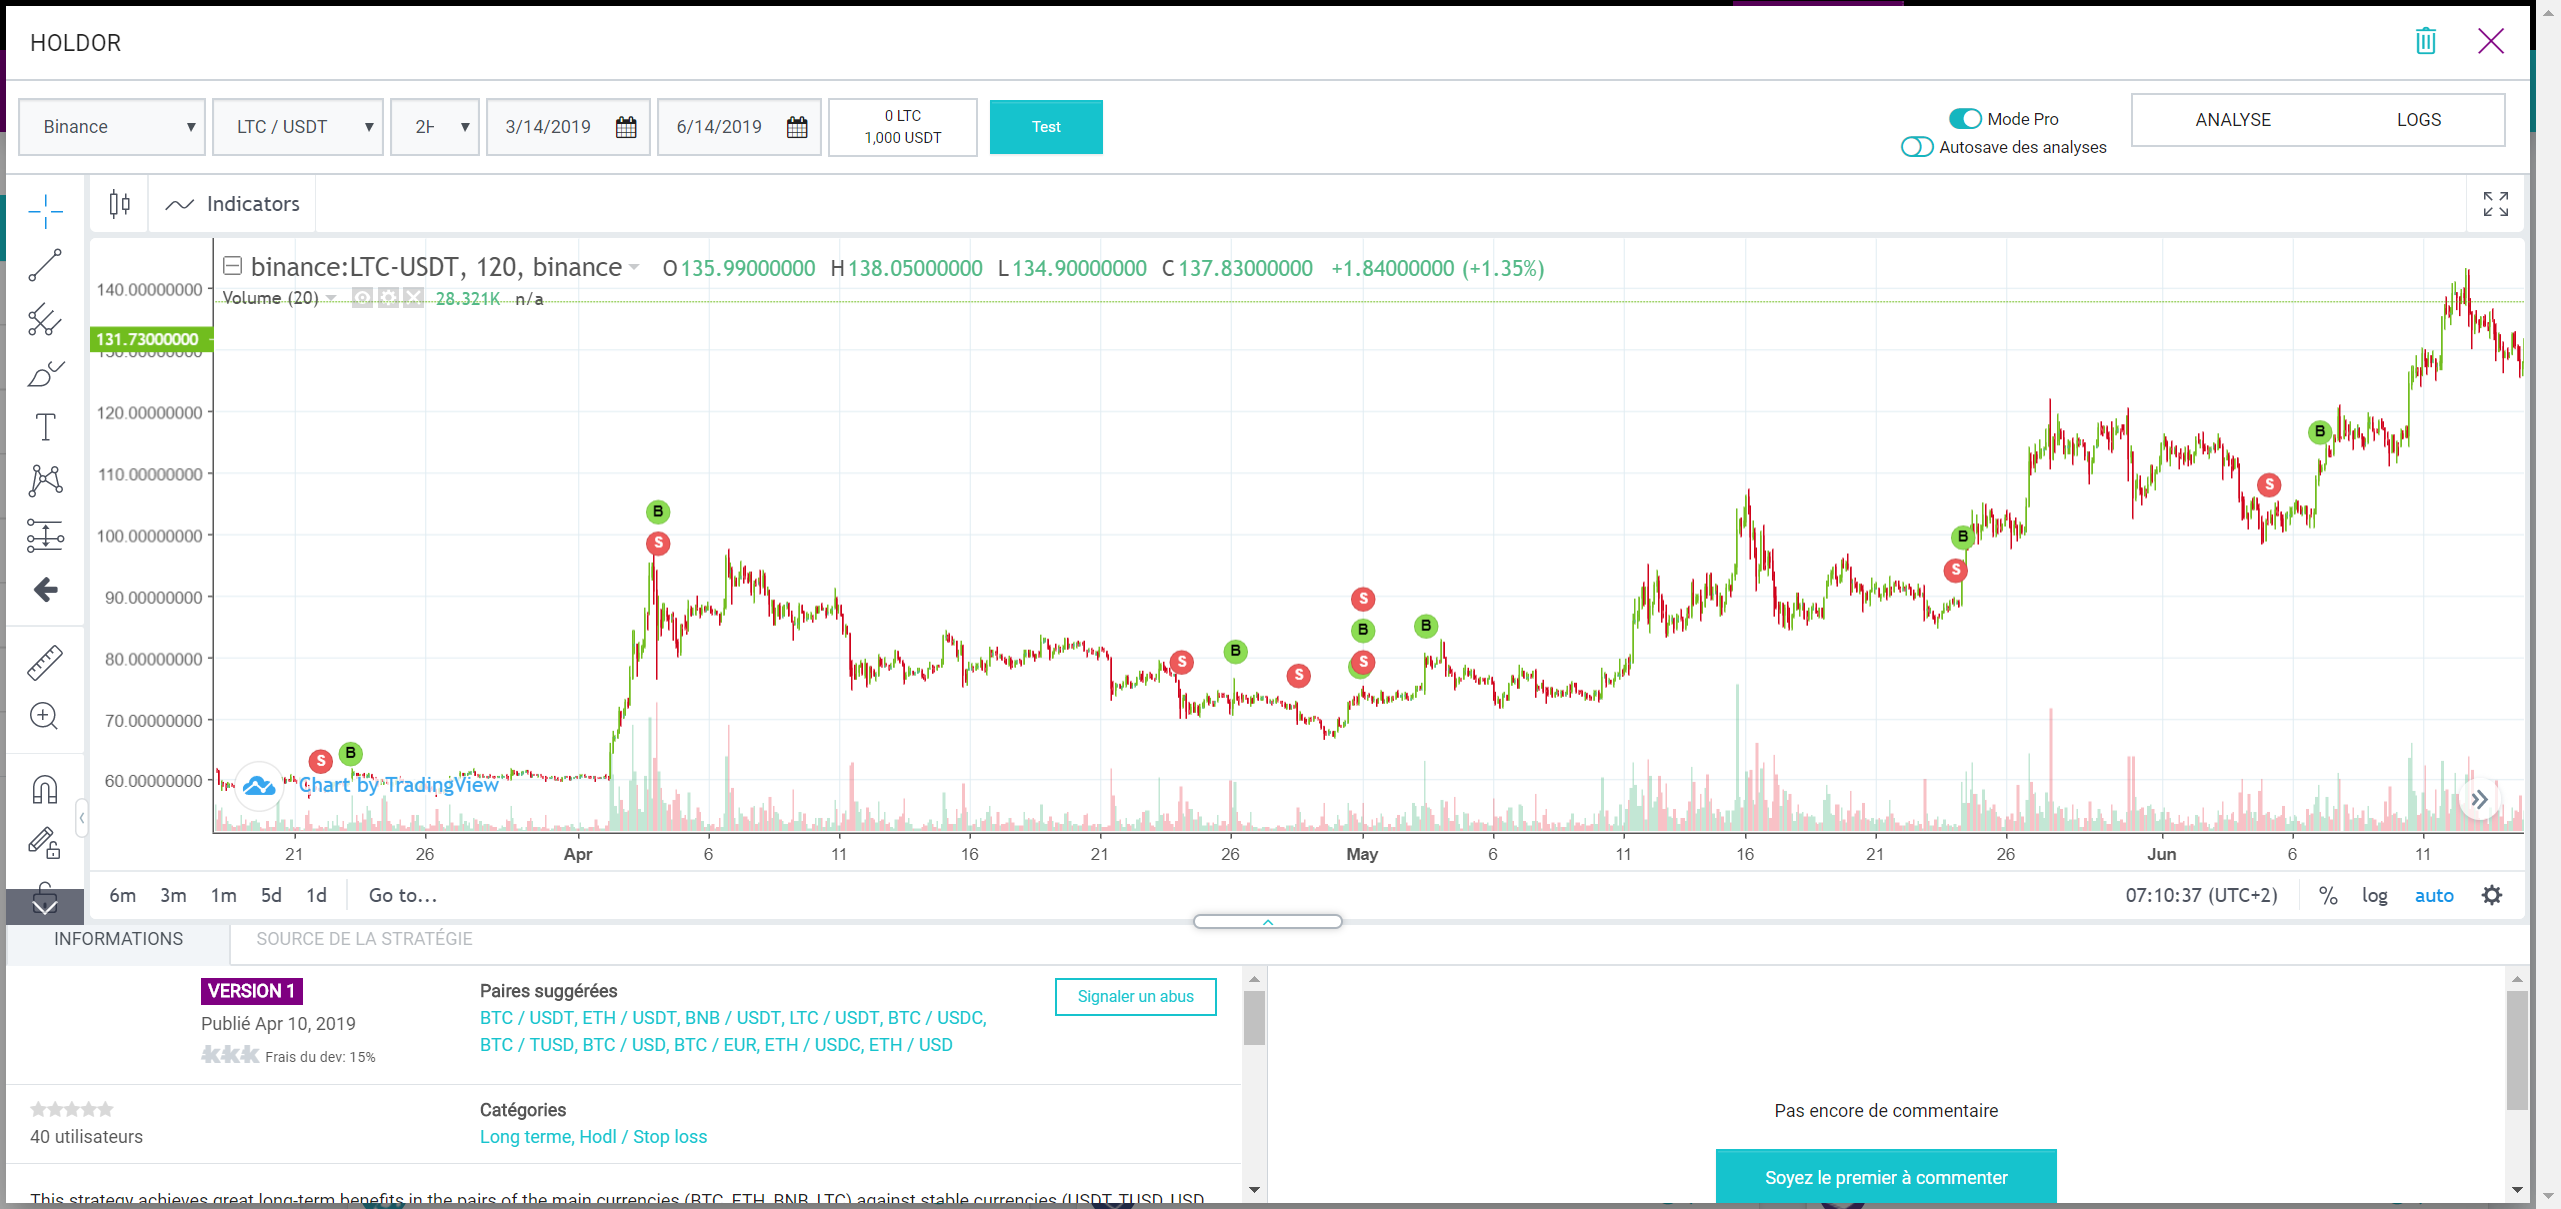 HOLDOR
Binance
LTC / USDT
2H
3/14/2019
6/14/2019
0 LTC
1,000 USDT
Test
Mode Pro
Autosave des analyses
ANALYSE
LOGS
Indicators
binance:LTC-USDT, 120, binance O135.99000000 H138.05000000 L134.90000000 C137.83000000 +1.84000000 (+1.35%)
Volume (20) 28.321K n/a
140.00000000
131.73000000
130.00000000
120.00000000
110.00000000
100.00000000
90.00000000
80.00000000
70.00000000
60.00000000
B
S
S
B
B
S
S
B
B
S
S
B
S
B
B
S
S
B
Chart by TradingView
21 26 Apr 6 11 16 21 26 May 6 11 16 21 26 Jun 6 11
6m 3m 1m 5d 1d Go to...
07:10:37 (UTC+2) % log auto
INFORMATIONS
SOURCE DE LA STRATÉGIE
VERSION 1
Publié Apr 10, 2019
Frais du dev: 15%
Paires suggérées
BTC / USDT, ETH / USDT, BNB / USDT, LTC / USDT, BTC / USDC,
BTC / TUSD, BTC / USD, BTC / EUR, ETH / USDC, ETH / USD
Signaler un abus
40 utilisateurs
Catégories
Long terme, Hodl / Stop loss
This strategy achieves great long-term benefits in the pairs of the main currencies (BTC, ETH, BNB, LTC) against stable currencies (USDT, TUSD, USD,
Pas encore de commentaire
Soyez le premier à commenter